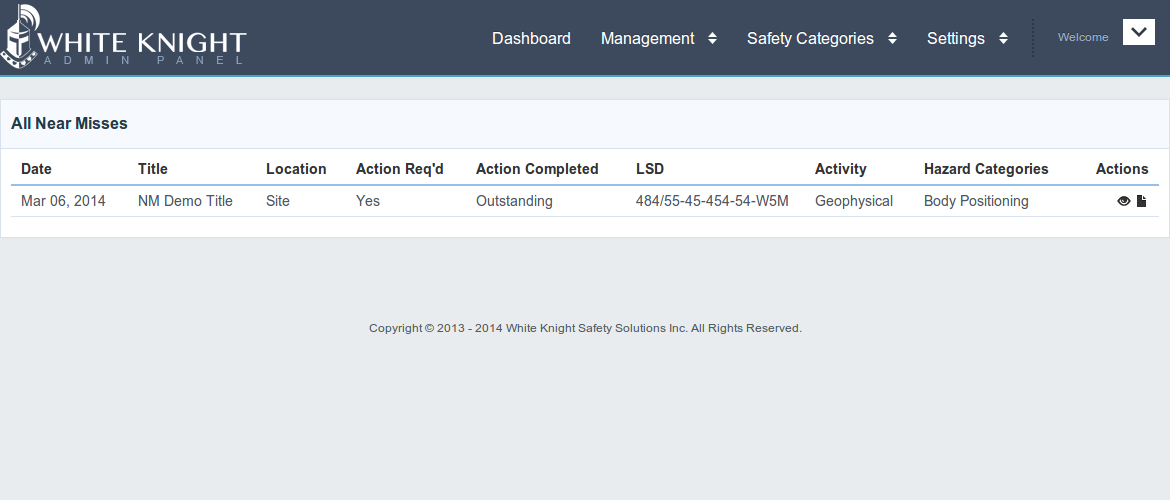 WHITE KNIGHT
ADMIN PANEL
Dashboard Management Safety Categories Settings Welcome
All Near Misses
Date Title Location Action Req'd Action Completed LSD Activity Hazard Categories Actions
Mar 06, 2014 NM Demo Title Site Yes Outstanding 484/55-45-454-54-W5M Geophysical Body Positioning
Copyright © 2013 - 2014 White Knight Safety Solutions Inc. All Rights Reserved.